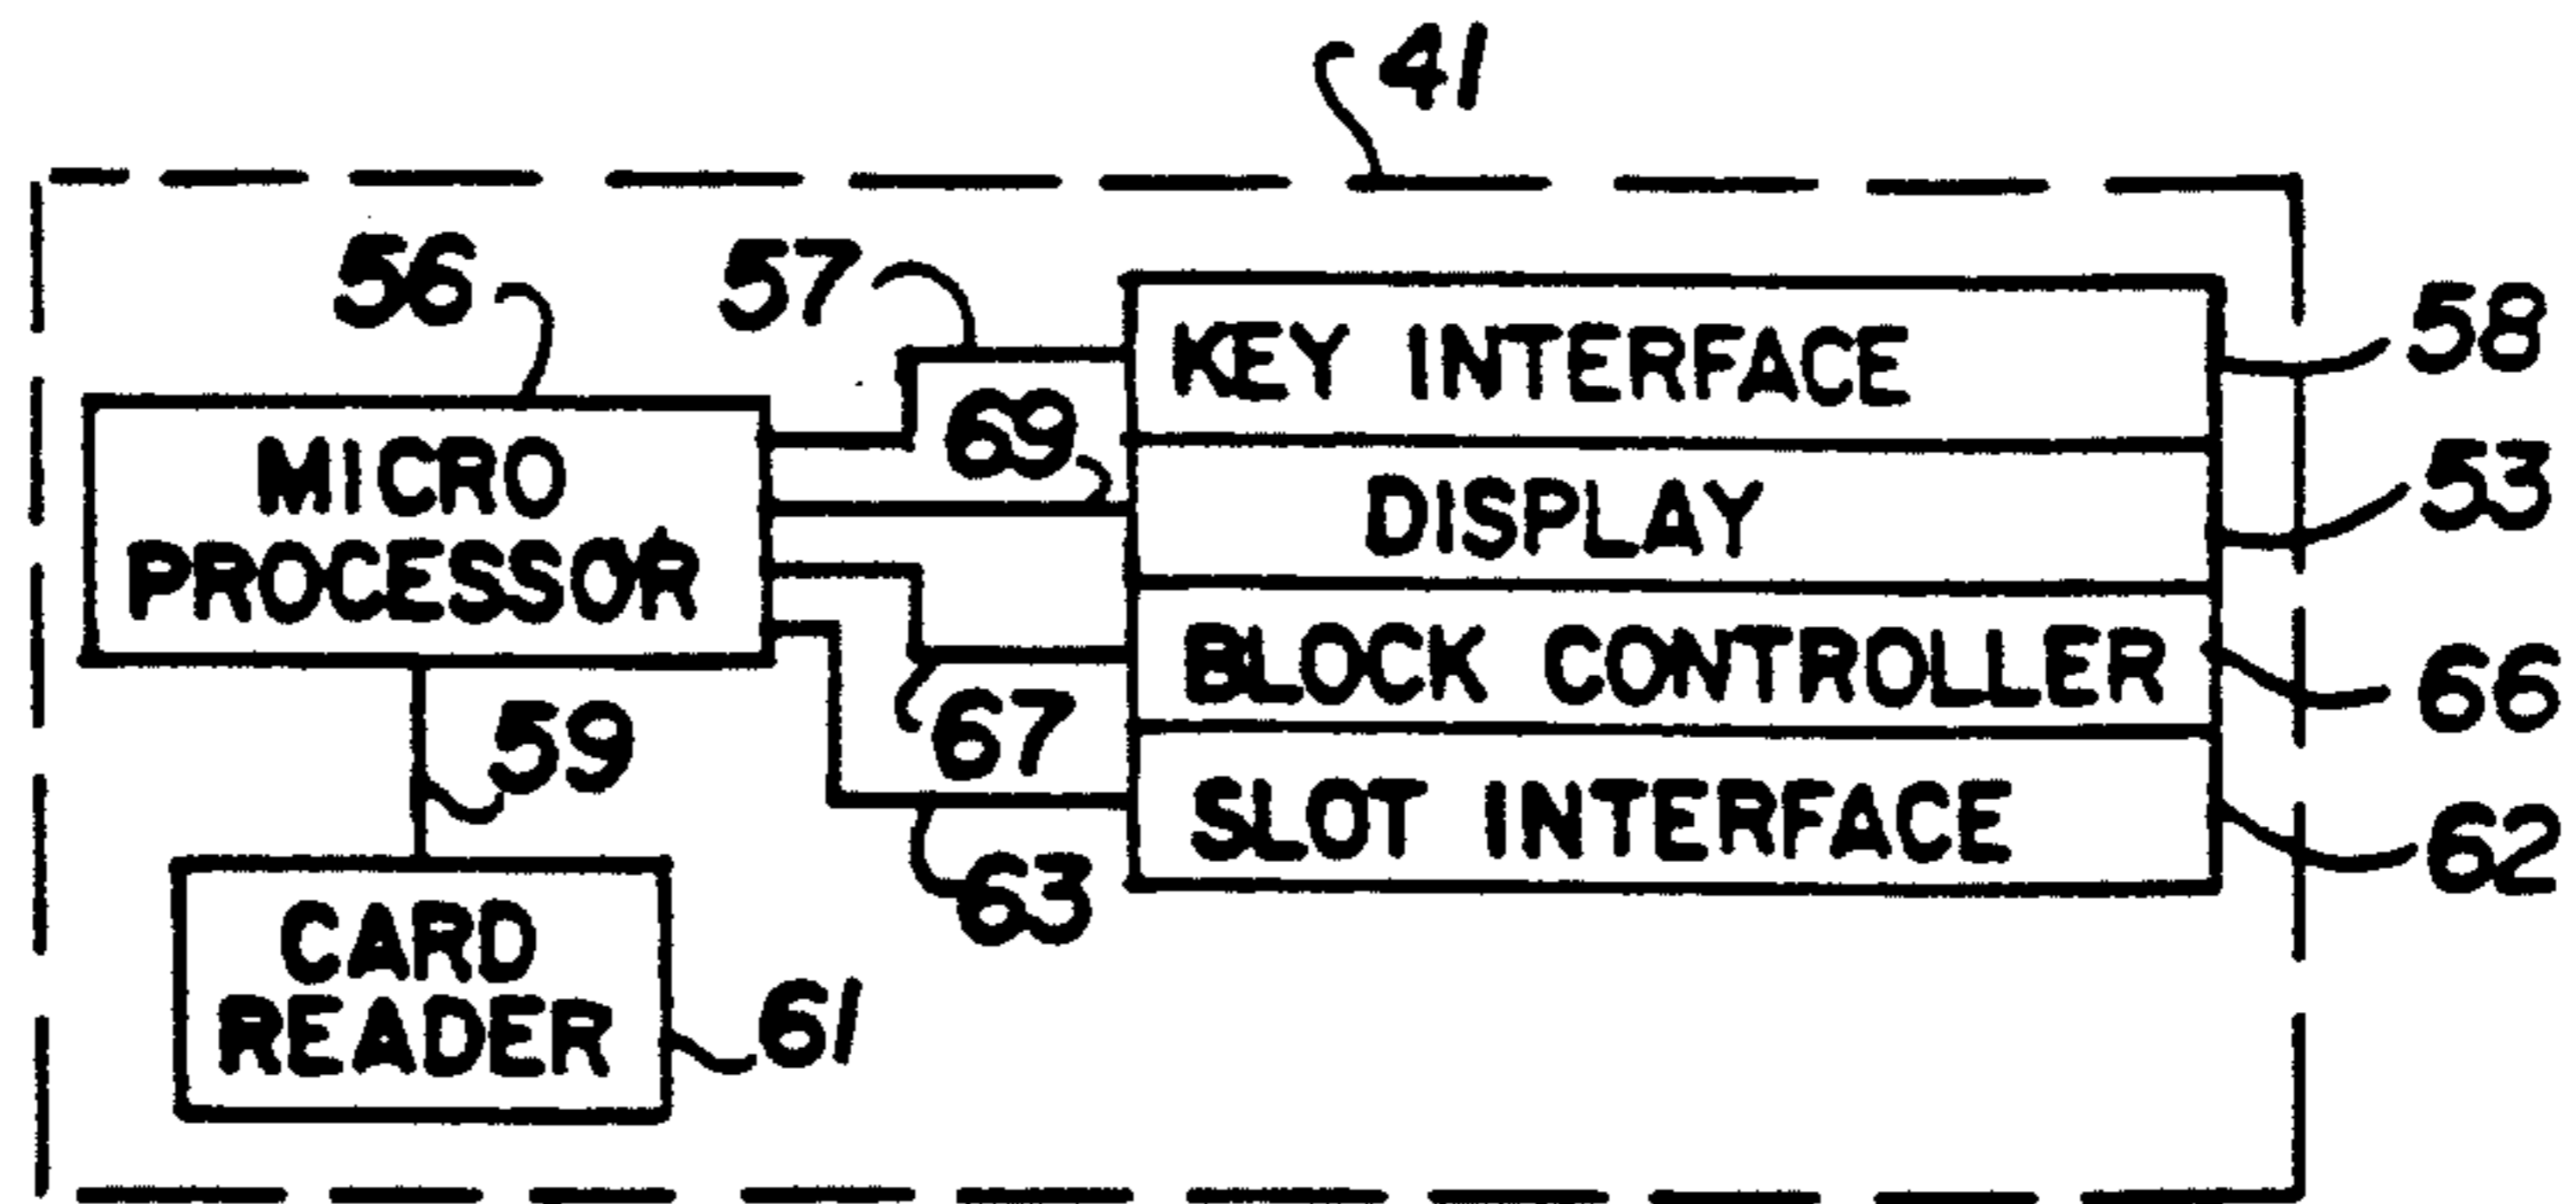 41
56
57
KEY INTERFACE
58
69
MICRO
PROCESSOR
DISPLAY
53
BLOCK CONTROLLER
66
67
59
SLOT INTERFACE
62
63
CARD
READER
61